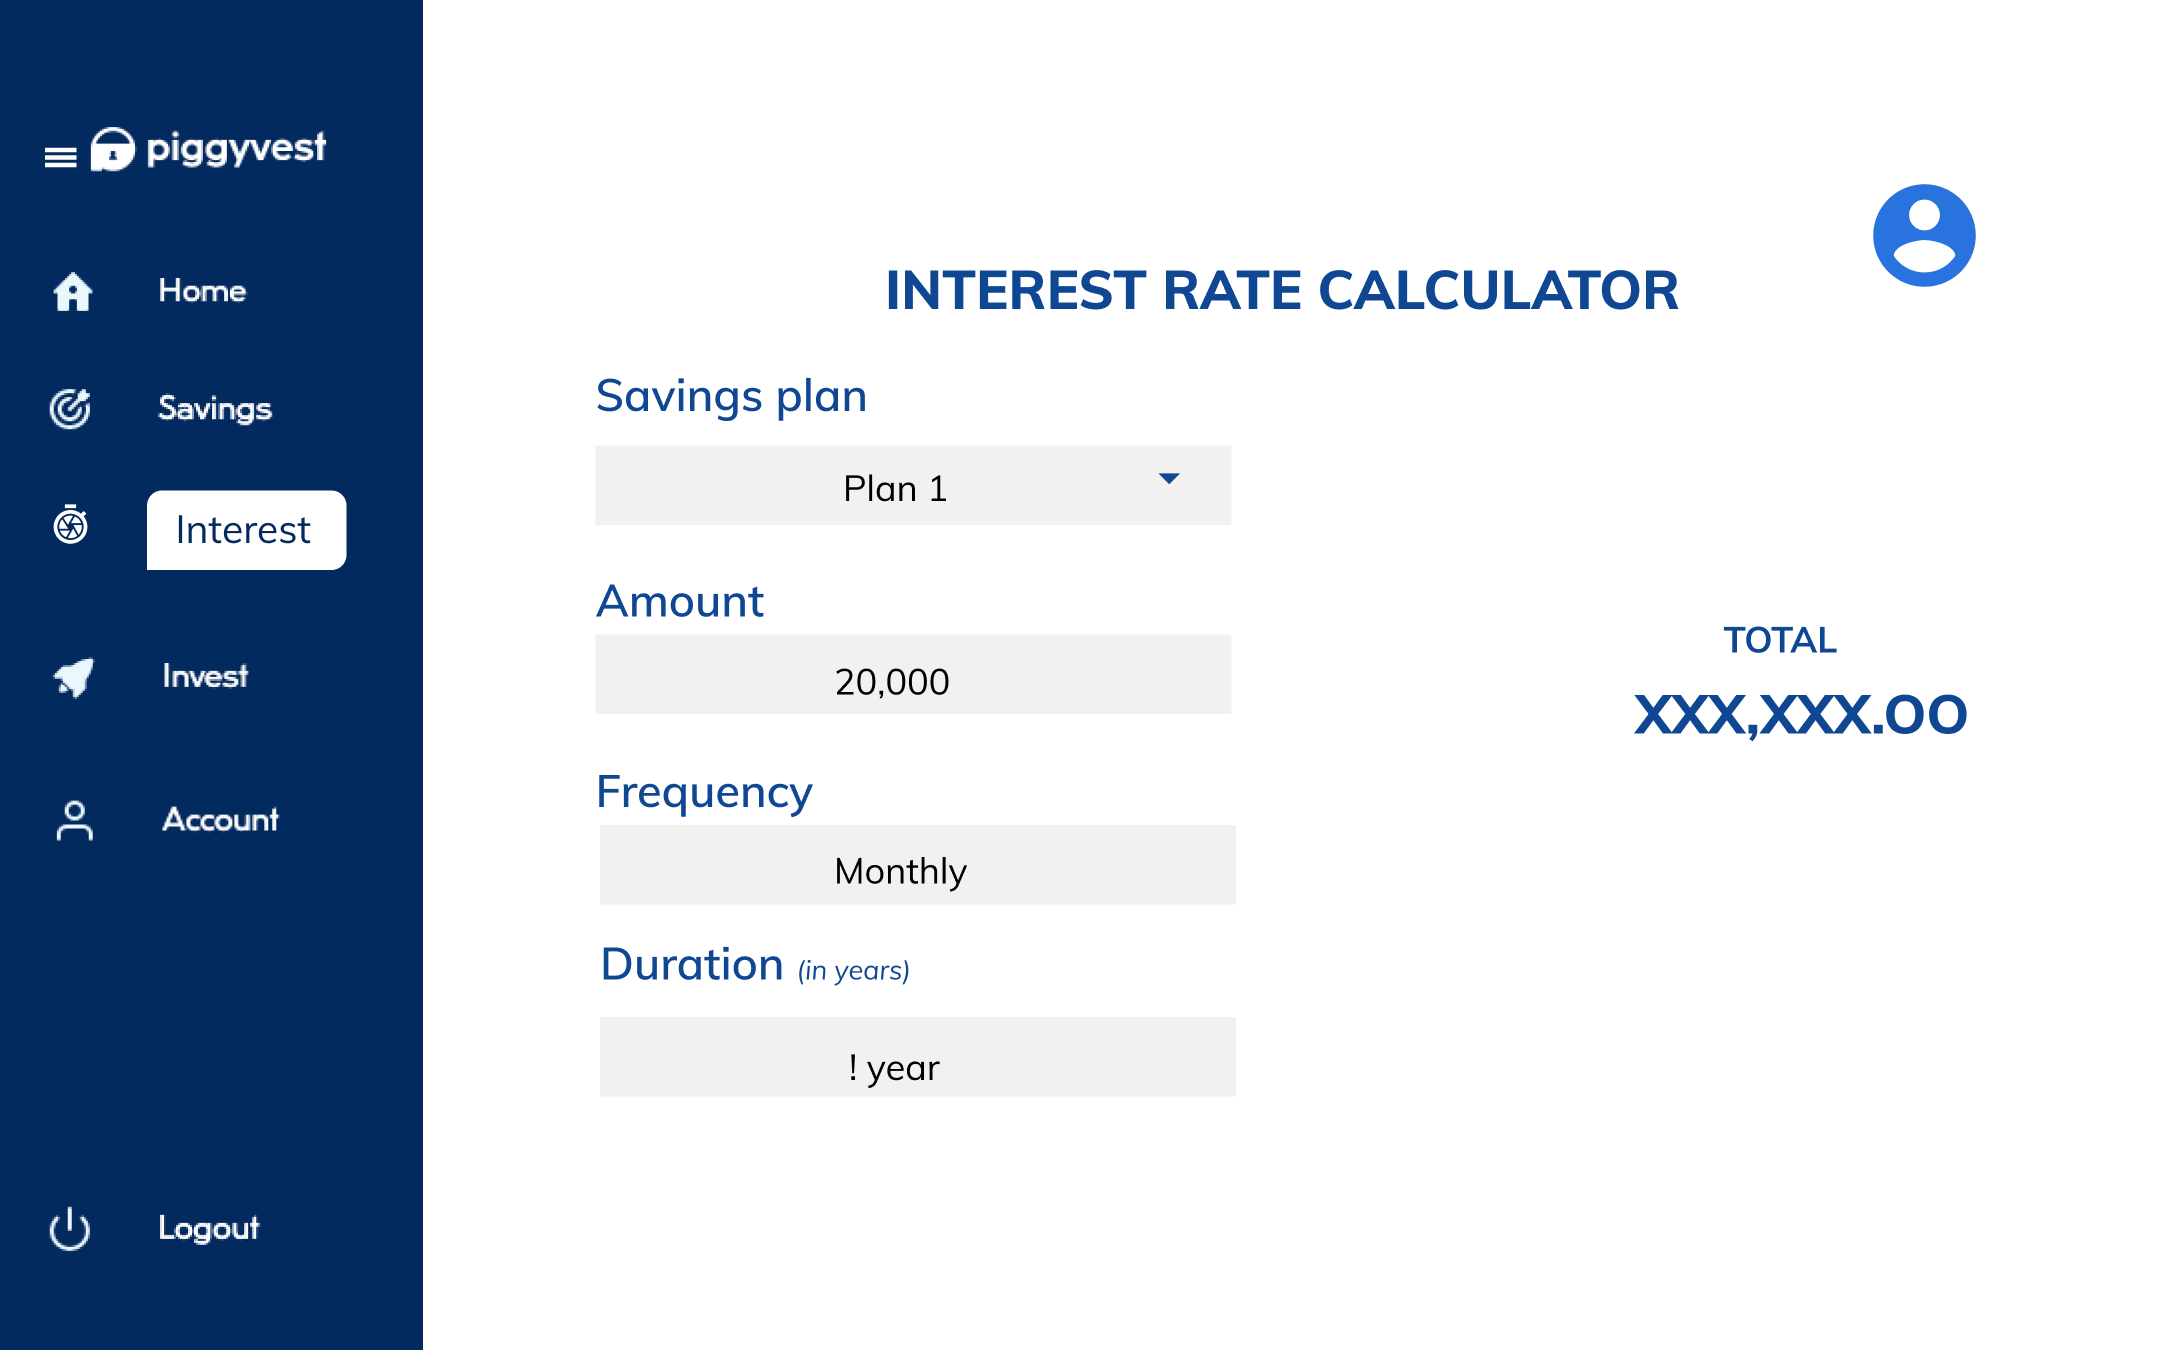 piggyvest
Home
Savings
Interest
Invest
Account
Logout
INTEREST RATE CALCULATOR
Savings plan
Plan 1
Amount
20,000
Frequency
Monthly
Duration (in years)
! year
TOTAL
XXX,XXX.OO